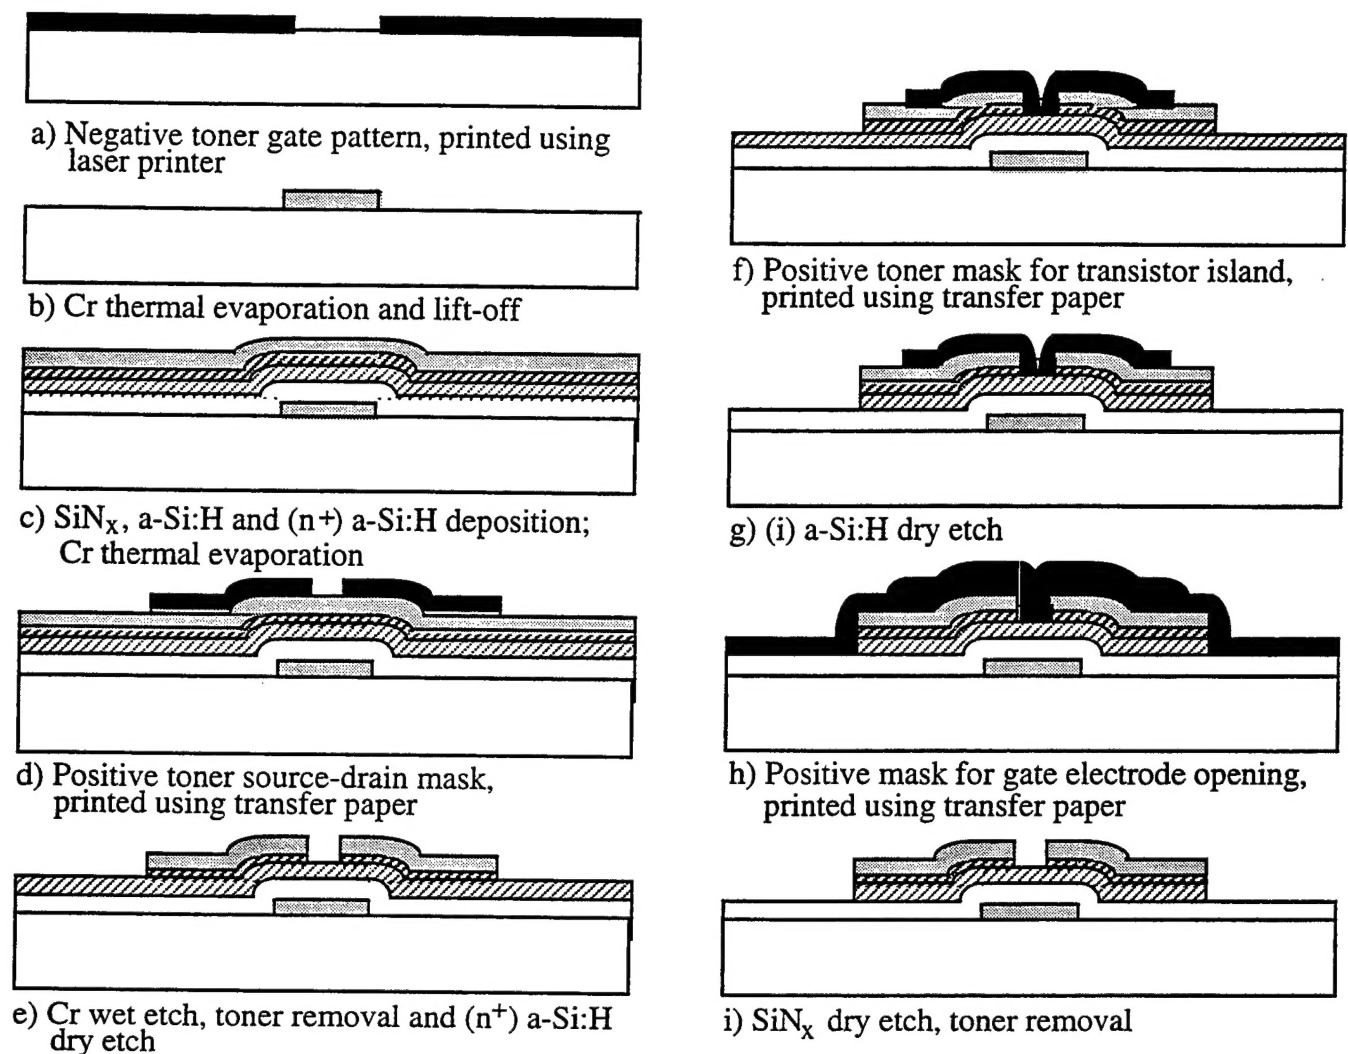 a) Negative toner gate pattern, printed using
laser printer
b) Cr thermal evaporation and lift-off
c) SiNx, a-Si:H and (n+) a-Si:H deposition;
Cr thermal evaporation
d) Positive toner source-drain mask,
printed using transfer paper
e) Cr wet etch, toner removal and (n+) a-Si:H
dry etch
f) Positive toner mask for transistor island,
printed using transfer paper
g) (i) a-Si:H dry etch
h) Positive mask for gate electrode opening,
printed using transfer paper
i) SiNx dry etch, toner removal